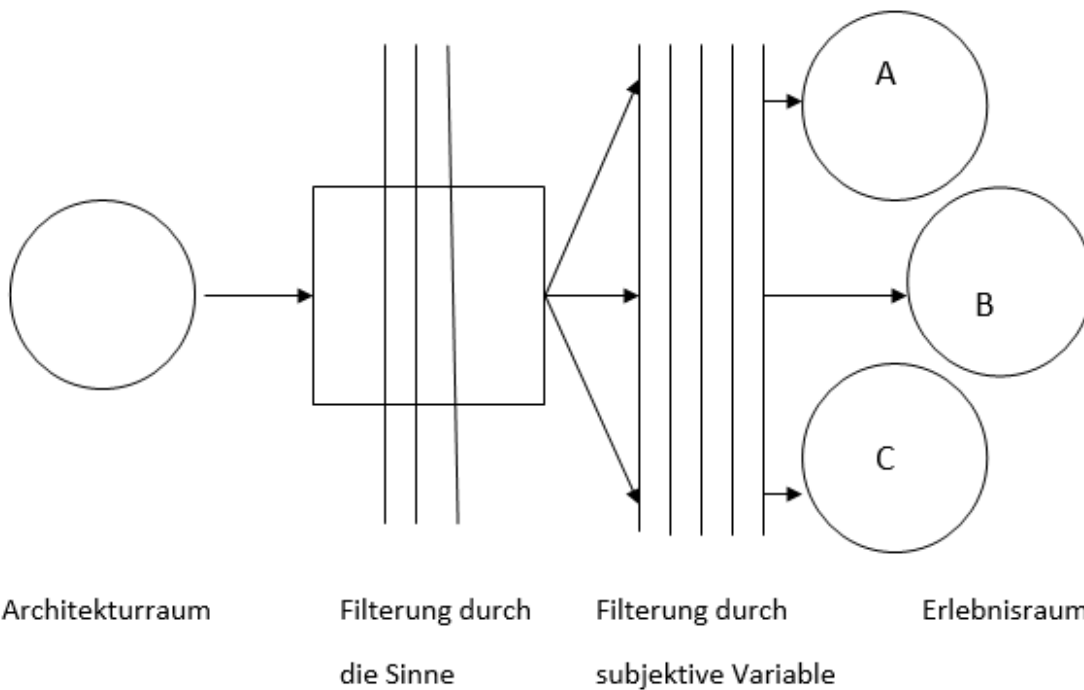 A
B
C
Architekturraum
Filterung durch
die Sinne
Filterung durch
subjektive Variable
Erlebnisraum